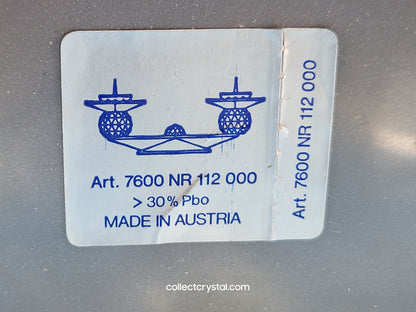 Art. 7600 NR 112 000
> 30% Pbo
MADE IN AUSTRIA
Art. 7600 NR 112 000
collectcrystal.com